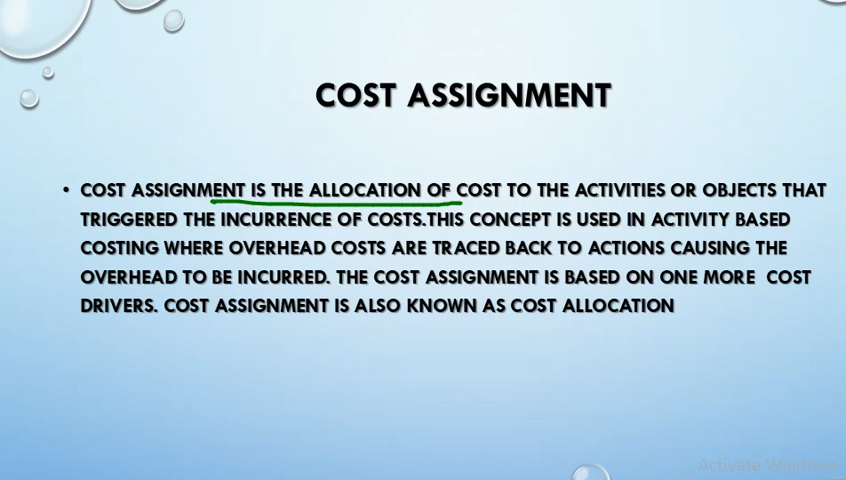 COST ASSIGNMENT
• COST ASSIGNMENT IS THE ALLOCATION OF COST TO THE ACTIVITIES OR OBJECTS THAT
TRIGGERED THE INCURRENCE OF COSTS.THIS CONCEPT IS USED IN ACTIVITY BASED
COSTING WHERE OVERHEAD COSTS ARE TRACED BACK TO ACTIONS CAUSING THE
OVERHEAD TO BE INCURRED. THE COST ASSIGNMENT IS BASED ON ONE MORE  COST
DRIVERS. COST ASSIGNMENT IS ALSO KNOWN AS COST ALLOCATION
Activate Windows